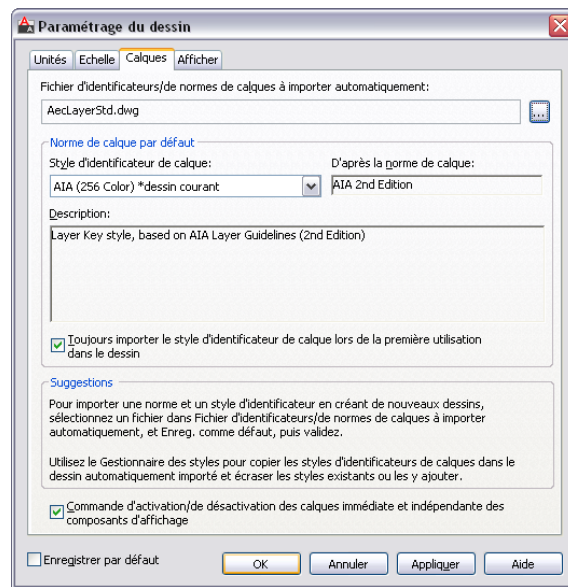 Paramétrage du dessin
Unités Echelle Calques Afficher
Fichier d'identificateurs/de normes de calques à importer automatiquement:
AecLayerStd.dwg
...
Norme de calque par défaut
Style d'identificateur de calque: D'après la norme de calque:
AIA (256 Color) *dessin courant AIA 2nd Edition
Description:
Layer Key style, based on AIA Layer Guidelines (2nd Edition)
Toujours importer le style d'identificateur de calque lors de la première utilisation
dans le dessin
Suggestions
Pour importer une norme et un style d'identificateur en créant de nouveaux dessins,
sélectionnez un fichier dans Fichier d'identificateurs/de normes de calques à importer
automatiquement, et Enreg. comme défaut, puis validez.
Utilisez le Gestionnaire des styles pour copier les styles d'identificateurs de calques dans le
dessin automatiquement importé et écraser les styles existants ou les y ajouter.
Commande d'activation/de désactivation des calques immédiate et indépendante des
composants d'affichage
Enregistrer par défaut OK Annuler Appliquer Aide